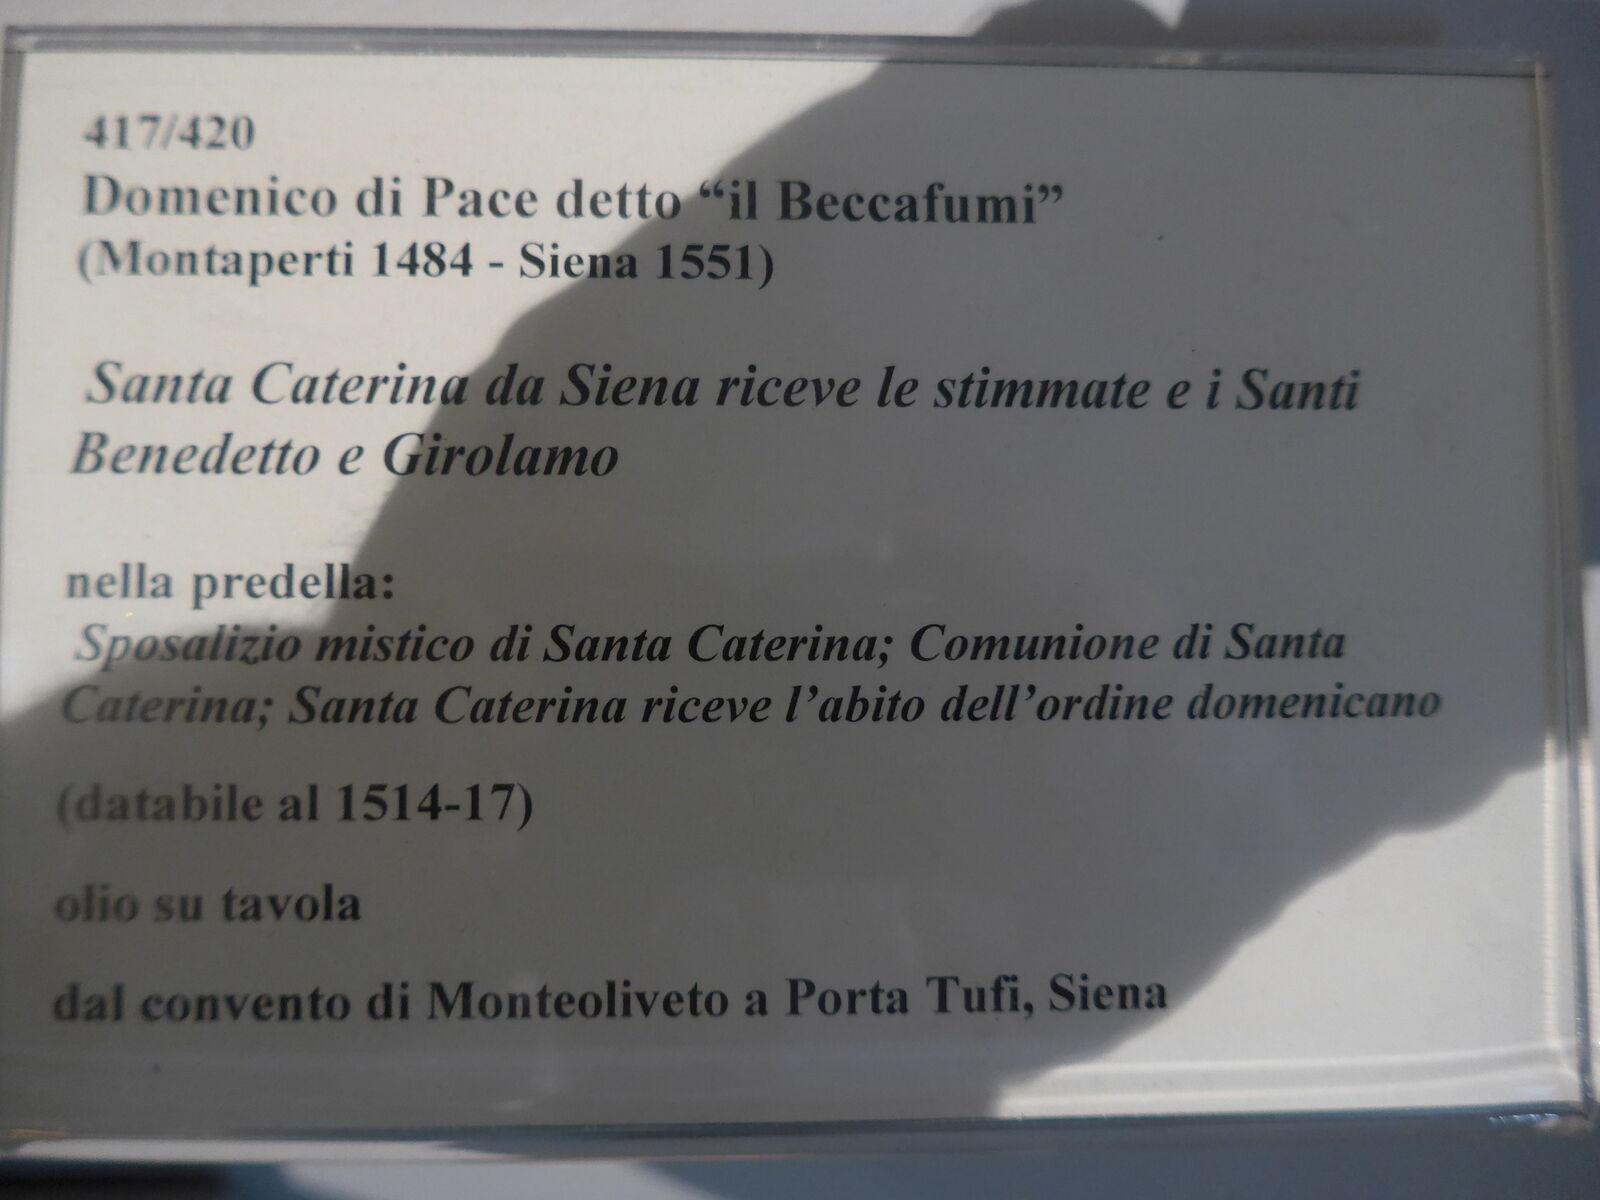 417/420
Domenico di Pace detto “il Beccafumi”
(Montaperti 1484 - Siena 1551)
Santa Caterina da Siena riceve le stimmate e i Santi
Benedetto e Girolamo
nella predella:
Sposalizio mistico di Santa Caterina; Comunione di Santa
Caterina; Santa Caterina riceve l’abito dell’ordine domenicano
(databile al 1514-17)
olio su tavola
dal convento di Monteoliveto a Porta Tufi, Siena